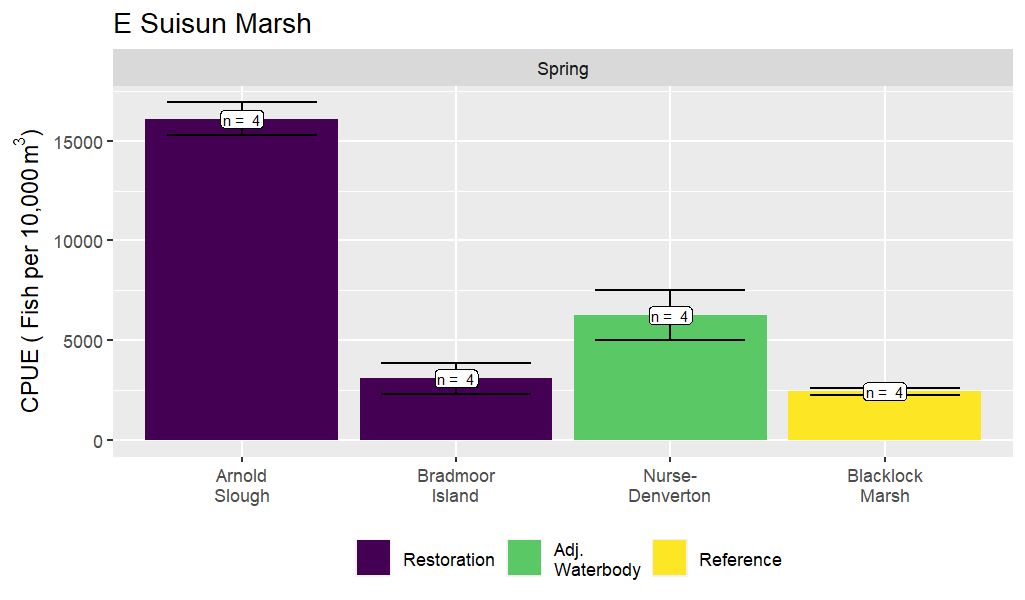 E Suisun Marsh
Spring
CPUE ( Fish per 10,000 m³)
15000
10000
5000
0
n = 4
n = 4
n = 4
n = 4
Arnold
Slough
Bradmoor
Island
Nurse-
Denverton
Blacklock
Marsh
Restoration
Adj.
Waterbody
Reference